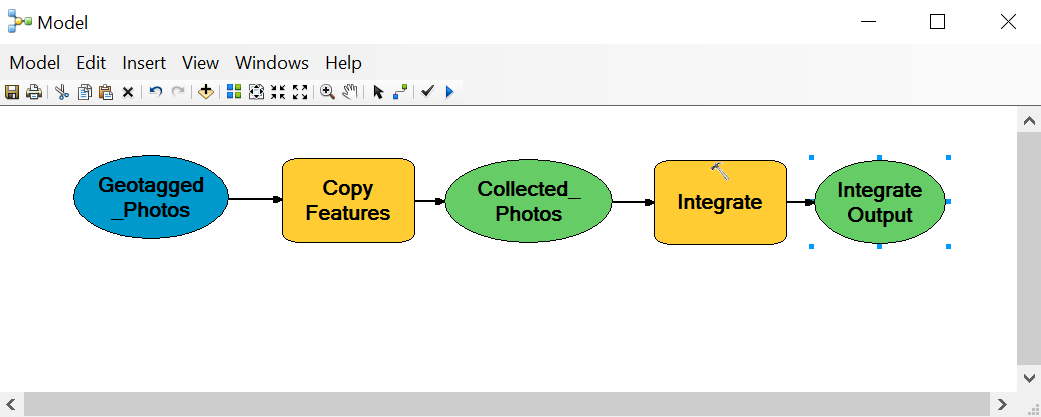 Model
Model Edit Insert View Windows Help
Geotagged
_Photos
Copy
Features
Collected_
Photos
Integrate
Integrate
Output